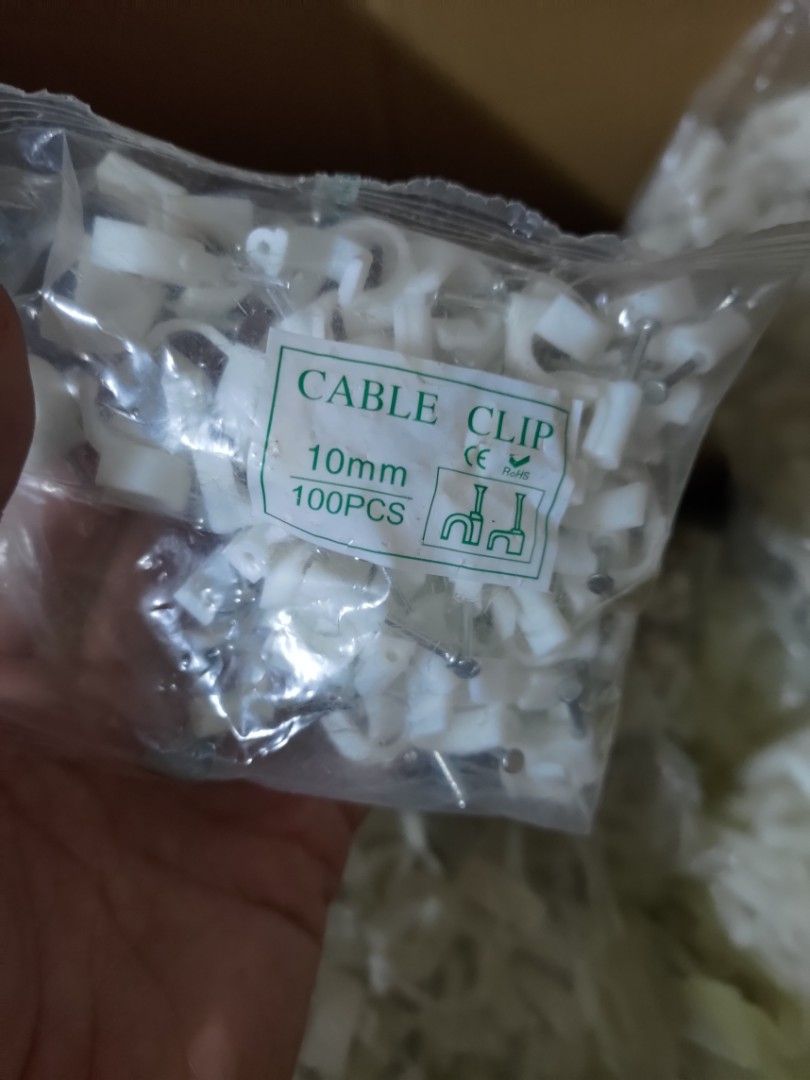 CABLE CLIP
CE RoHS
10mm
100PCS